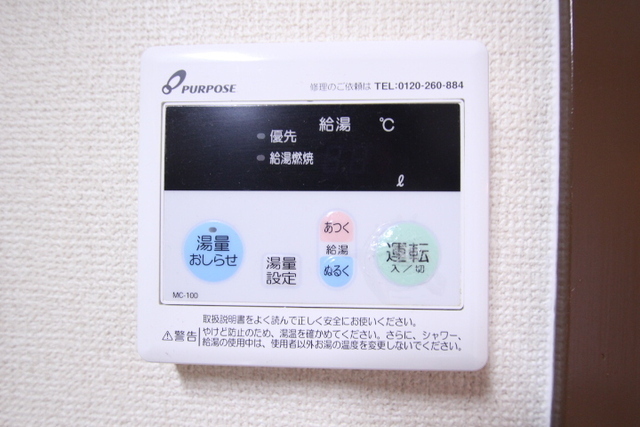 PURPOSE
修理のご依頼は TEL:0120-260-884
給湯 ℃
優先
給湯燃焼
ℓ
湯量
おしらせ
湯量
設定
あつく
給湯
ぬるく
運転
入/切
MC-100
取扱説明書をよく読んで正しく安全にお使いください。
⚠警告 やけど防止のため、湯温を確かめてください。さらに、シャワー、
給湯の使用中は、使用者以外お湯の温度を変更しないでください。